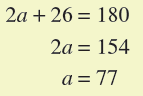 2a + 26 = 180
2a = 154
a = 77